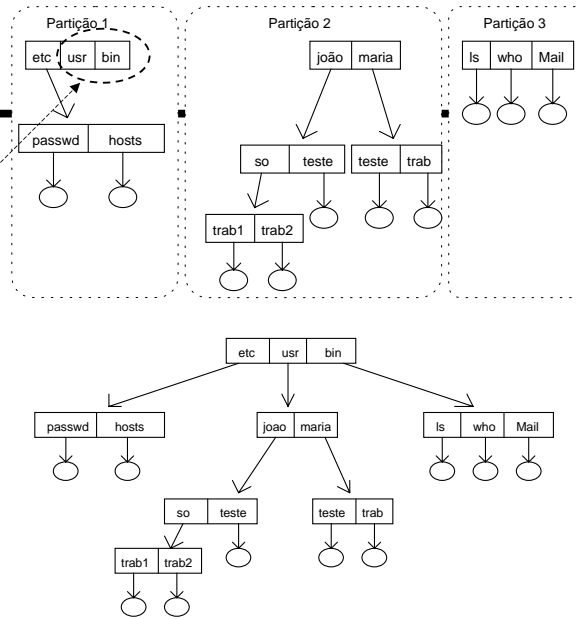 Partição 1 Partição 2 Partição 3
etc usr bin joão maria ls who Mail
passwd hosts so teste teste trab
trab1 trab2
etc usr bin
passwd hosts joao maria ls who Mail
so teste teste trab
trab1 trab2